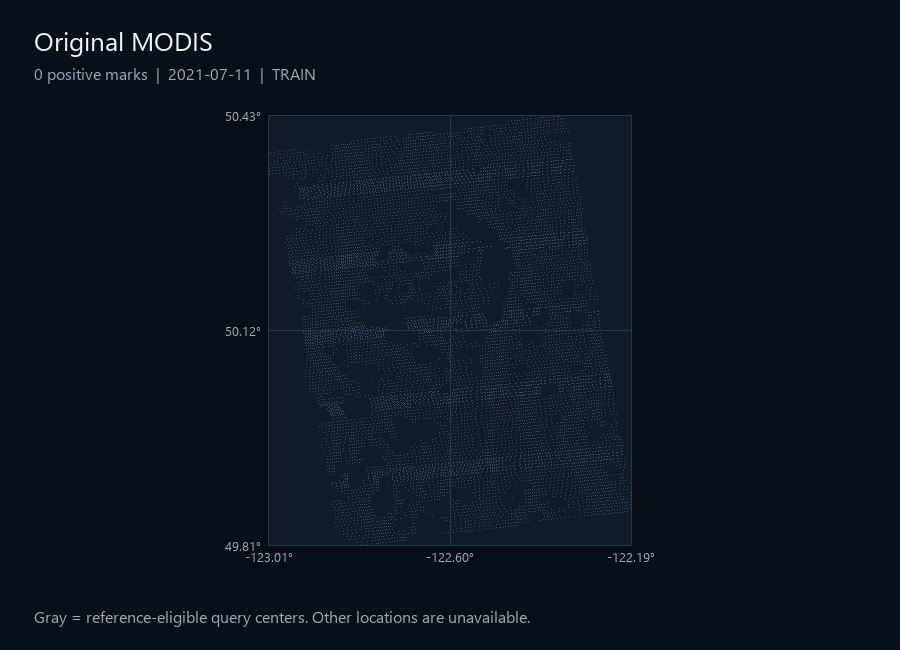 Original MODIS
0 positive marks | 2021-07-11 | TRAIN
50.43°
50.12°
49.81°
-123.01° -122.60° -122.19°
Gray = reference-eligible query centers. Other locations are unavailable.